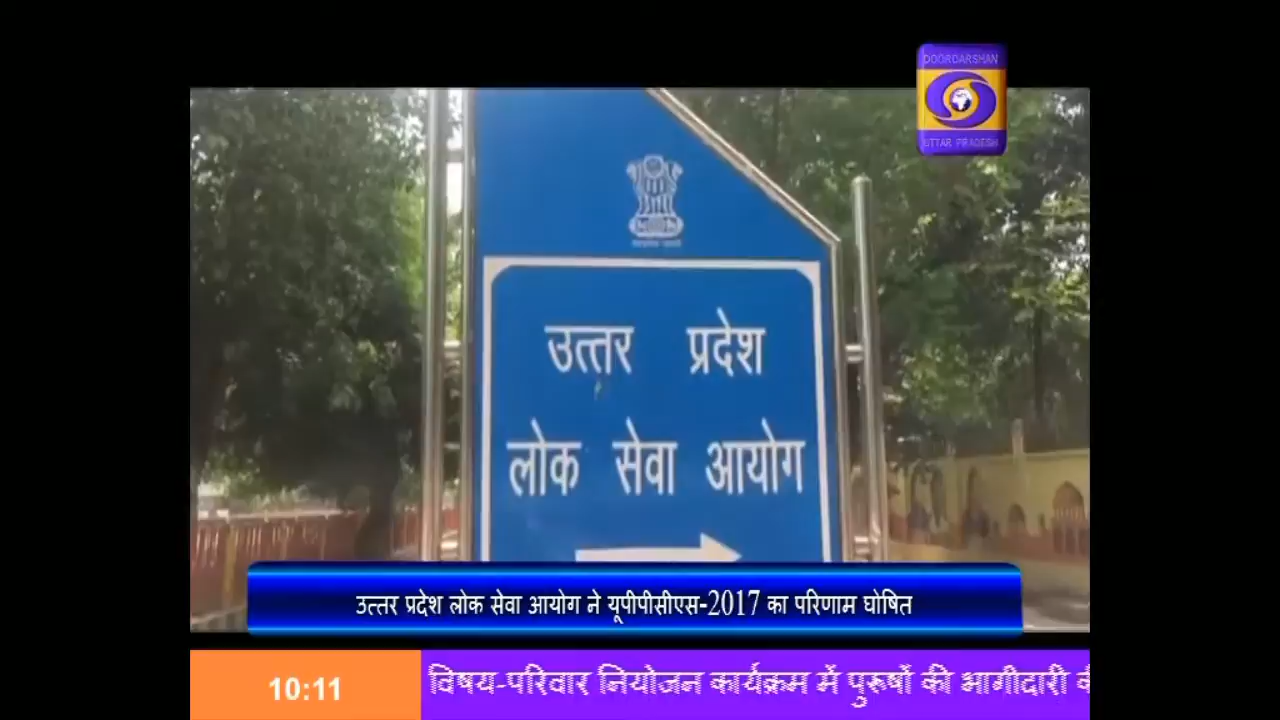 DOORDARSHAN
UTTAR PRADESH
उत्तर प्रदेश
लोक सेवा आयोग
उत्तर प्रदेश लोक सेवा आयोग ने यूपीपीसीएस-2017 का परिणाम घोषित
10:11
विषय-परिवार नियोजन कार्यक्रम में पुरूषों की भागीदारी